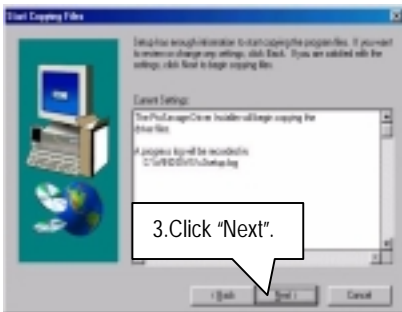 Start Copying Files
Setup has enough information to start copying the program files. If you want
to review or change any settings, click Back. If you are satisfied with the
settings, click Next to begin copying files.
Current Settings:
The ProSavage Driver Installer will begin copying the
driver files.
A progress log will be recorded in:
3.Click “Next”.
< Back
Next >
Cancel